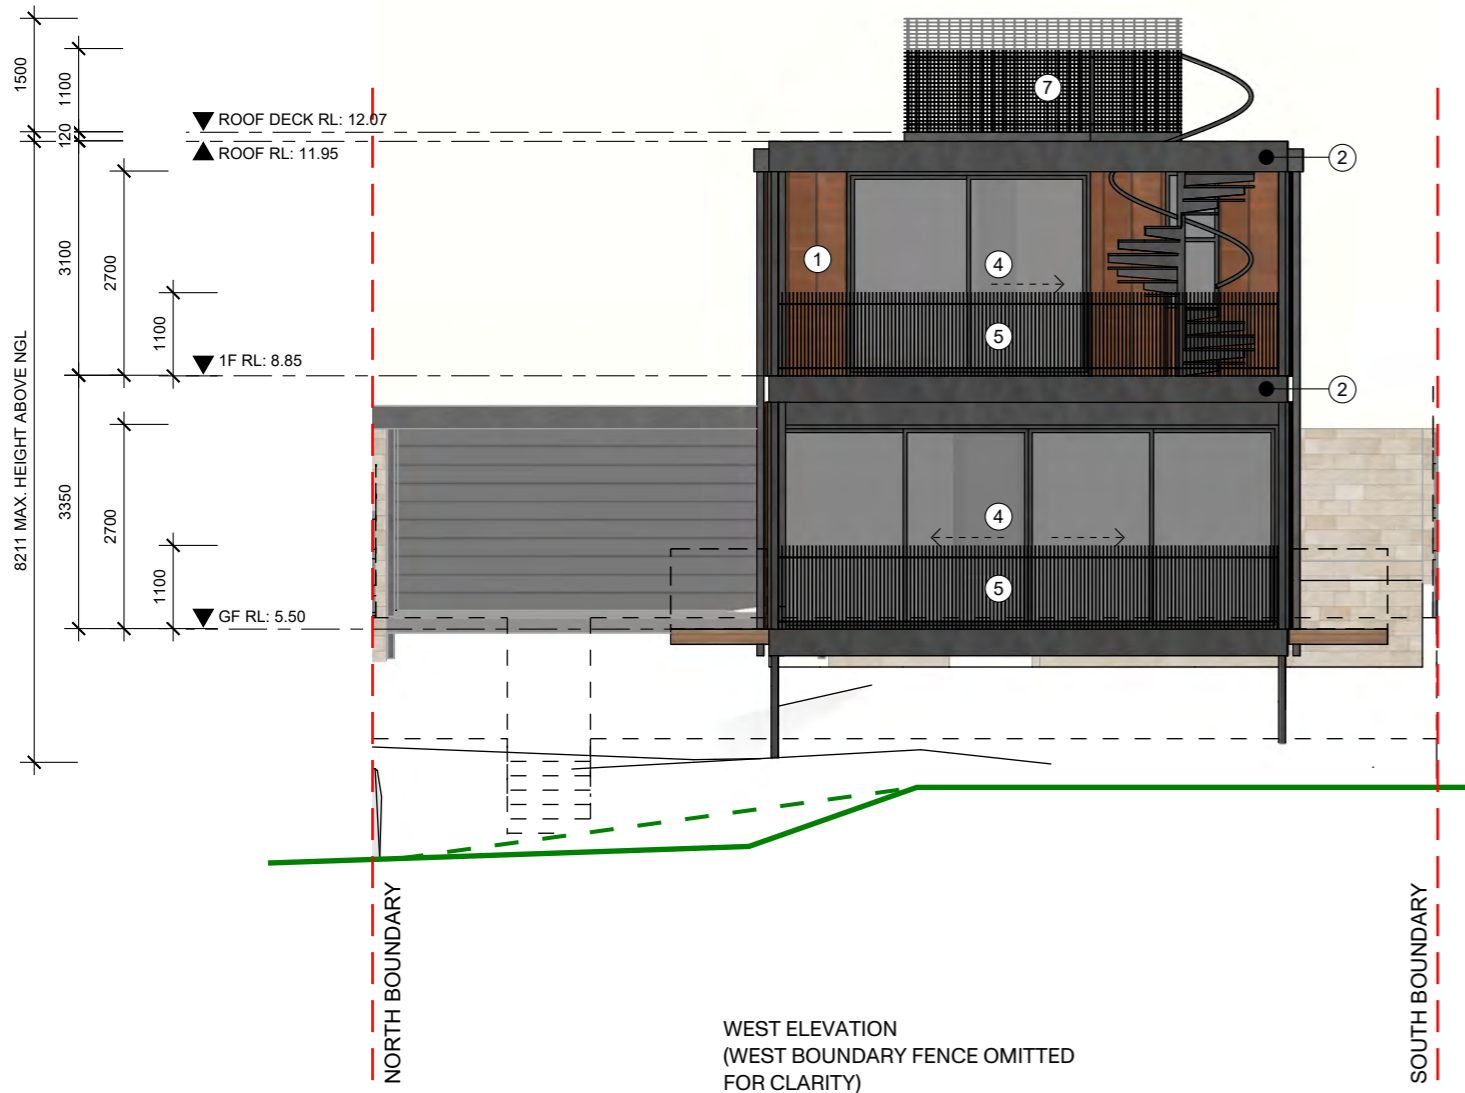 1500
1100
120
7
ROOF DECK RL: 12.07
ROOF RL: 11.95
2
3100
2700
1
4
1100
5
1F RL: 8.85
2
8211 MAX. HEIGHT ABOVE NGL
3350
2700
4
1100
5
GF RL: 5.50
NORTH BOUNDARY
SOUTH BOUNDARY
WEST ELEVATION
(WEST BOUNDARY FENCE OMITTED
FOR CLARITY)